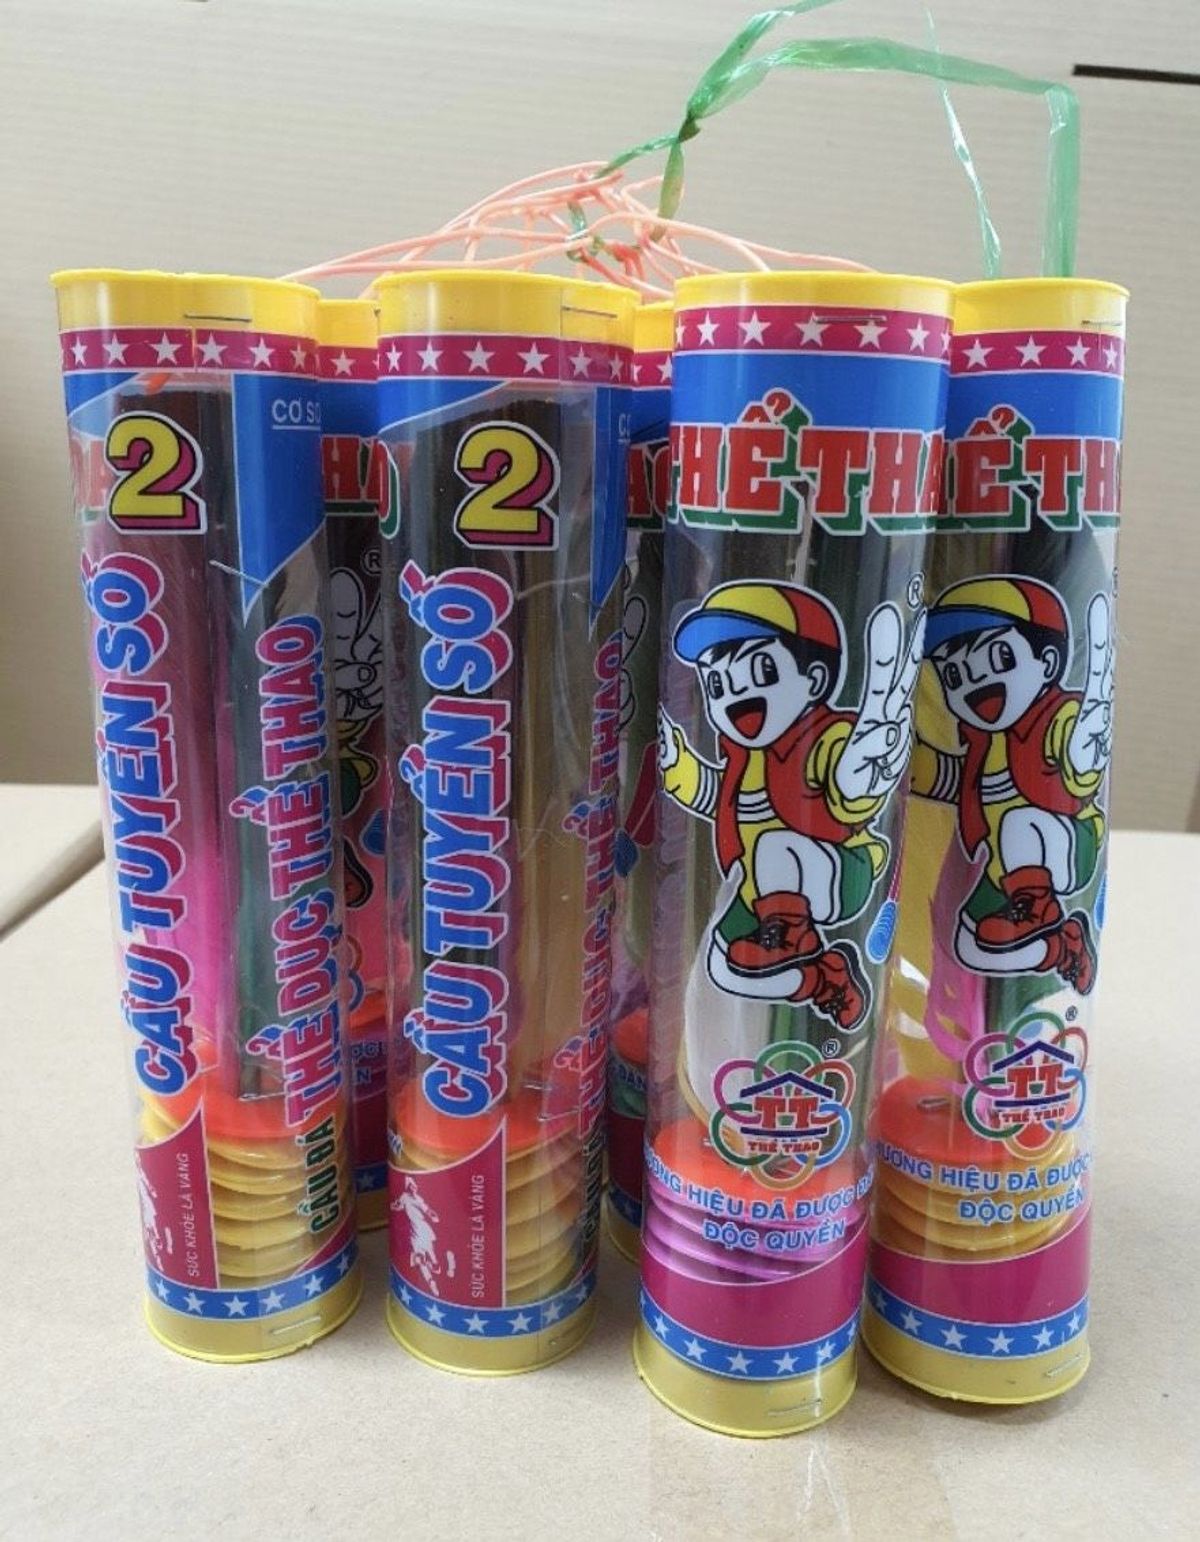 2
CẦU TUYỂN SỐ
CƠ SỞ
CẦU ĐÁ THỂ DỤC THỂ THAO
SỨC KHỎE LÀ VÀNG
2
CẦU TUYỂN SỐ
THỂ THAO
SỨC KHỎE LÀ VÀNG
THỂ THA
®
®
TT
THỂ THAO
HIỆU ĐÃ ĐƯỢC
ĐỘC QUYỀN
®
TT
THỂ THAO
HIỆU ĐÃ ĐƯỢC
ĐỘC QUYỀN